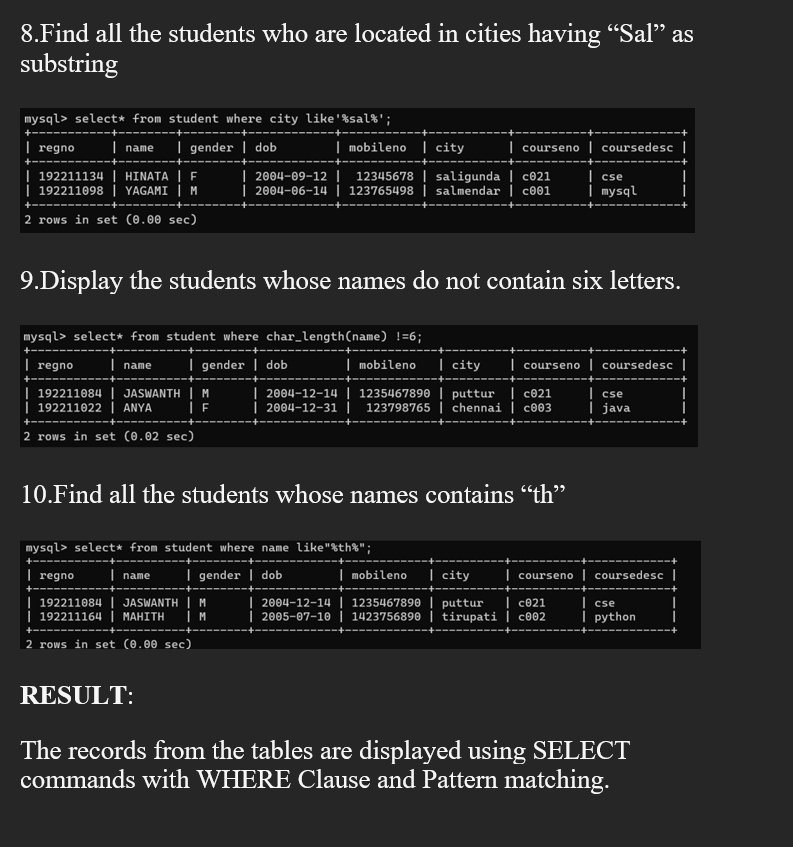 8.Find all the students who are located in cities having “Sal” as
substring
mysql> select* from student where city like'%sal%';
+-----------+--------+--------+------------+-----------+-----------+----------+------------+
| regno | name | gender | dob | mobileno | city | courseno | coursedesc |
+-----------+--------+--------+------------+-----------+-----------+----------+------------+
| 192211134 | HINATA | F | 2004-09-12 | 12345678 | saligunda | c021 | cse |
| 192211098 | YAGAMI | M | 2004-06-14 | 123765498 | salmendar | c001 | mysql |
+-----------+--------+--------+------------+-----------+-----------+----------+------------+
2 rows in set (0.00 sec)
9.Display the students whose names do not contain six letters.
mysql> select* from student where char_length(name) !=6;
+-----------+----------+--------+------------+------------+---------+----------+------------+
| regno | name | gender | dob | mobileno | city | courseno | coursedesc |
+-----------+----------+--------+------------+------------+---------+----------+------------+
| 192211084 | JASWANTH | M | 2004-12-14 | 1235467890 | puttur | c021 | cse |
| 192211022 | ANYA | F | 2004-12-31 | 123798765 | chennai | c003 | java |
+-----------+----------+--------+------------+------------+---------+----------+------------+
2 rows in set (0.02 sec)
10.Find all the students whose names contains “th”
mysql> select* from student where name like"%th%";
+-----------+----------+--------+------------+------------+----------+----------+------------+
| regno | name | gender | dob | mobileno | city | courseno | coursedesc |
+-----------+----------+--------+------------+------------+----------+----------+------------+
| 192211084 | JASWANTH | M | 2004-12-14 | 1235467890 | puttur | c021 | cse |
| 192211164 | MAHITH | M | 2005-07-10 | 1423756890 | tirupati | c002 | python |
+-----------+----------+--------+------------+------------+----------+----------+------------+
2 rows in set (0.00 sec)
RESULT:
The records from the tables are displayed using SELECT
commands with WHERE Clause and Pattern matching.